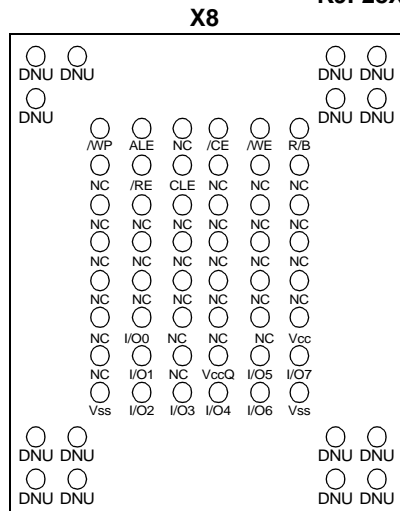 X8
DNU DNU DNU DNU
DNU DNU DNU
/WP ALE NC /CE /WE R/B
NC /RE CLE NC NC NC
NC NC NC NC NC NC
NC NC NC NC NC NC
NC NC NC NC NC NC
NC I/O0 NC NC NC Vcc
NC I/O1 NC VccQ I/O5 I/O7
Vss I/O2 I/O3 I/O4 I/O6 Vss
DNU DNU DNU DNU
DNU DNU DNU DNU